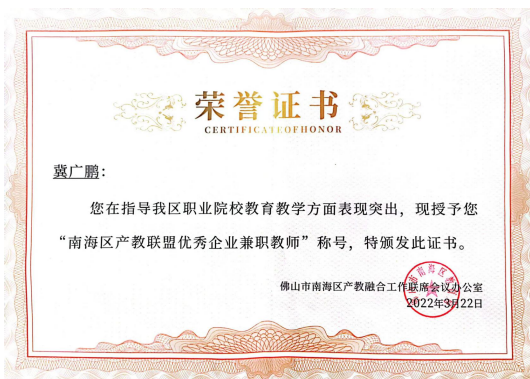 荣誉证书
CERTIFICATEOFHONOR
冀广鹏：
您在指导我区职业院校教育教学方面表现突出，现授予您
“南海区产教联盟优秀企业兼职教师”称号，特颁发此证书。
佛山市南海区产教融合工作联席会议办公室
2022年3月22日